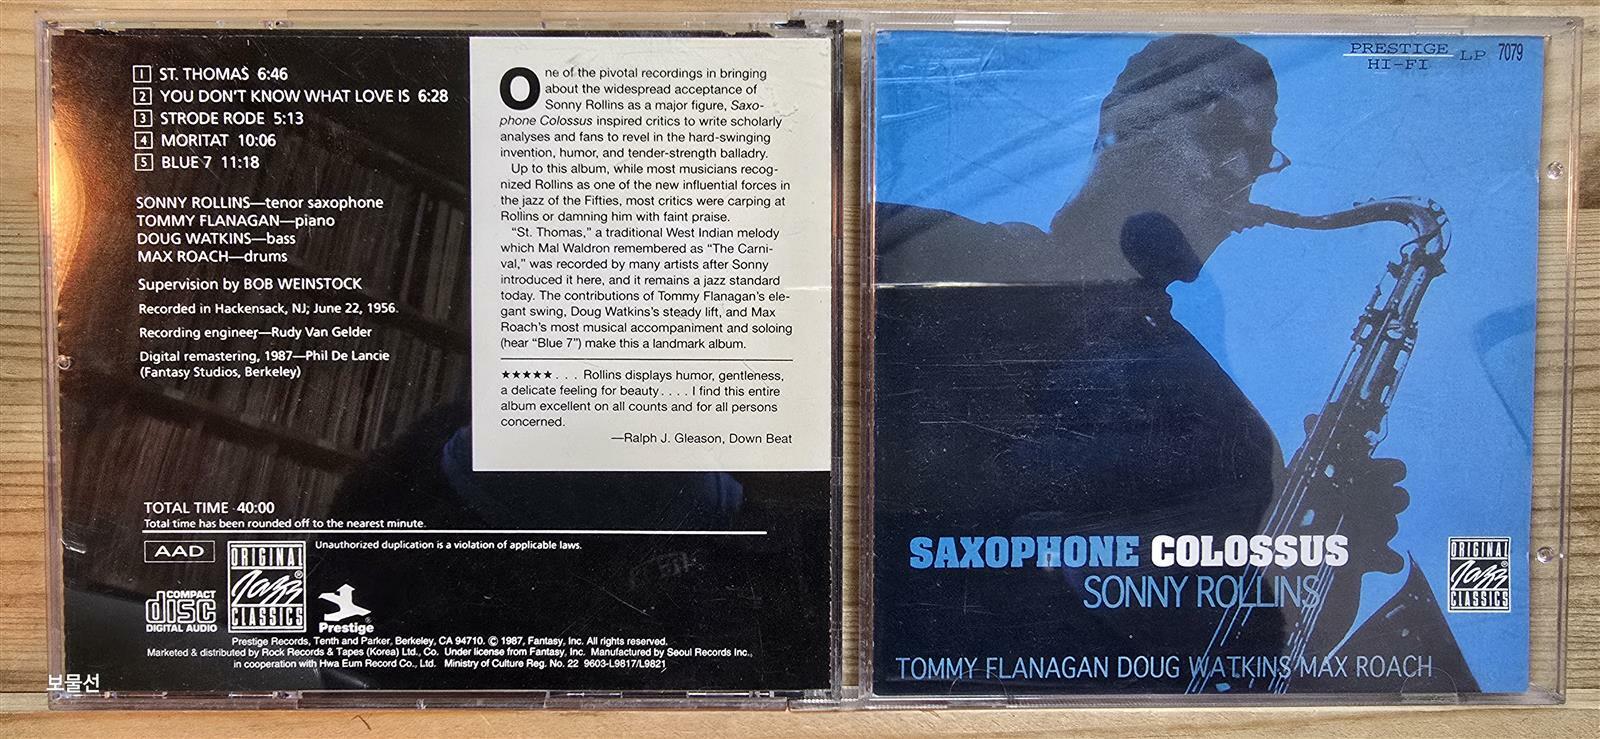 1 ST. THOMAS 6:46
2 YOU DON'T KNOW WHAT LOVE IS 6:28
3 STRODE RODE 5:13
4 MORITAT 10:06
5 BLUE 7 11:18
SONNY ROLLINS—tenor saxophone
TOMMY FLANAGAN—piano
DOUG WATKINS—bass
MAX ROACH—drums
Supervision by BOB WEINSTOCK
Recorded in Hackensack, NJ; June 22, 1956.
Recording engineer—Rudy Van Gelder
Digital remastering, 1987—Phil De Lancie
(Fantasy Studios, Berkeley)
One of the pivotal recordings in bringing
about the widespread acceptance of
Sonny Rollins as a major figure, Saxo-
phone Colossus inspired critics to write scholarly
analyses and fans to revel in the hard-swinging
invention, humor, and tender-strength balladry.
Up to this album, while most musicians recog-
nized Rollins as one of the new influential forces in
the jazz of the Fifties, most critics were carping at
Rollins or damning him with faint praise.
"St. Thomas," a traditional West Indian melody
which Mal Waldron remembered as "The Carni-
val," was recorded by many artists after Sonny
introduced it here, and it remains a jazz standard
today. The contributions of Tommy Flanagan's ele-
gant swing, Doug Watkins's steady lift, and Max
Roach's most musical accompaniment and soloing
(hear "Blue 7") make this a landmark album.
★★★★★. . . Rollins displays humor, gentleness,
a delicate feeling for beauty. . . . I find this entire
album excellent on all counts and for all persons
concerned.
—Ralph J. Gleason, Down Beat
TOTAL TIME 40:00
Total time has been rounded off to the nearest minute.
AAD
ORIGINAL
Jazz®
CLASSICS
Unauthorized duplication is a violation of applicable laws.
COMPACT
disc
DIGITAL AUDIO
Prestige
Prestige Records, Tenth and Parker, Berkeley, CA 94710. © 1987, Fantasy, Inc. All rights reserved.
Marketed & distributed by Rock Records & Tapes (Korea) Ltd., Co. Under license from Fantasy, Inc. Manufactured by Seoul Records Inc.,
in cooperation with Hwa Eum Record Co., Ltd. Ministry of Culture Reg. No. 22 9603-L9817/L9821
보물선
PRESTIGE LP 7079
HI-FI
SAXOPHONE COLOSSUS
SONNY ROLLINS
ORIGINAL
Jazz
CLASSICS
TOMMY FLANAGAN DOUG WATKINS MAX ROACH